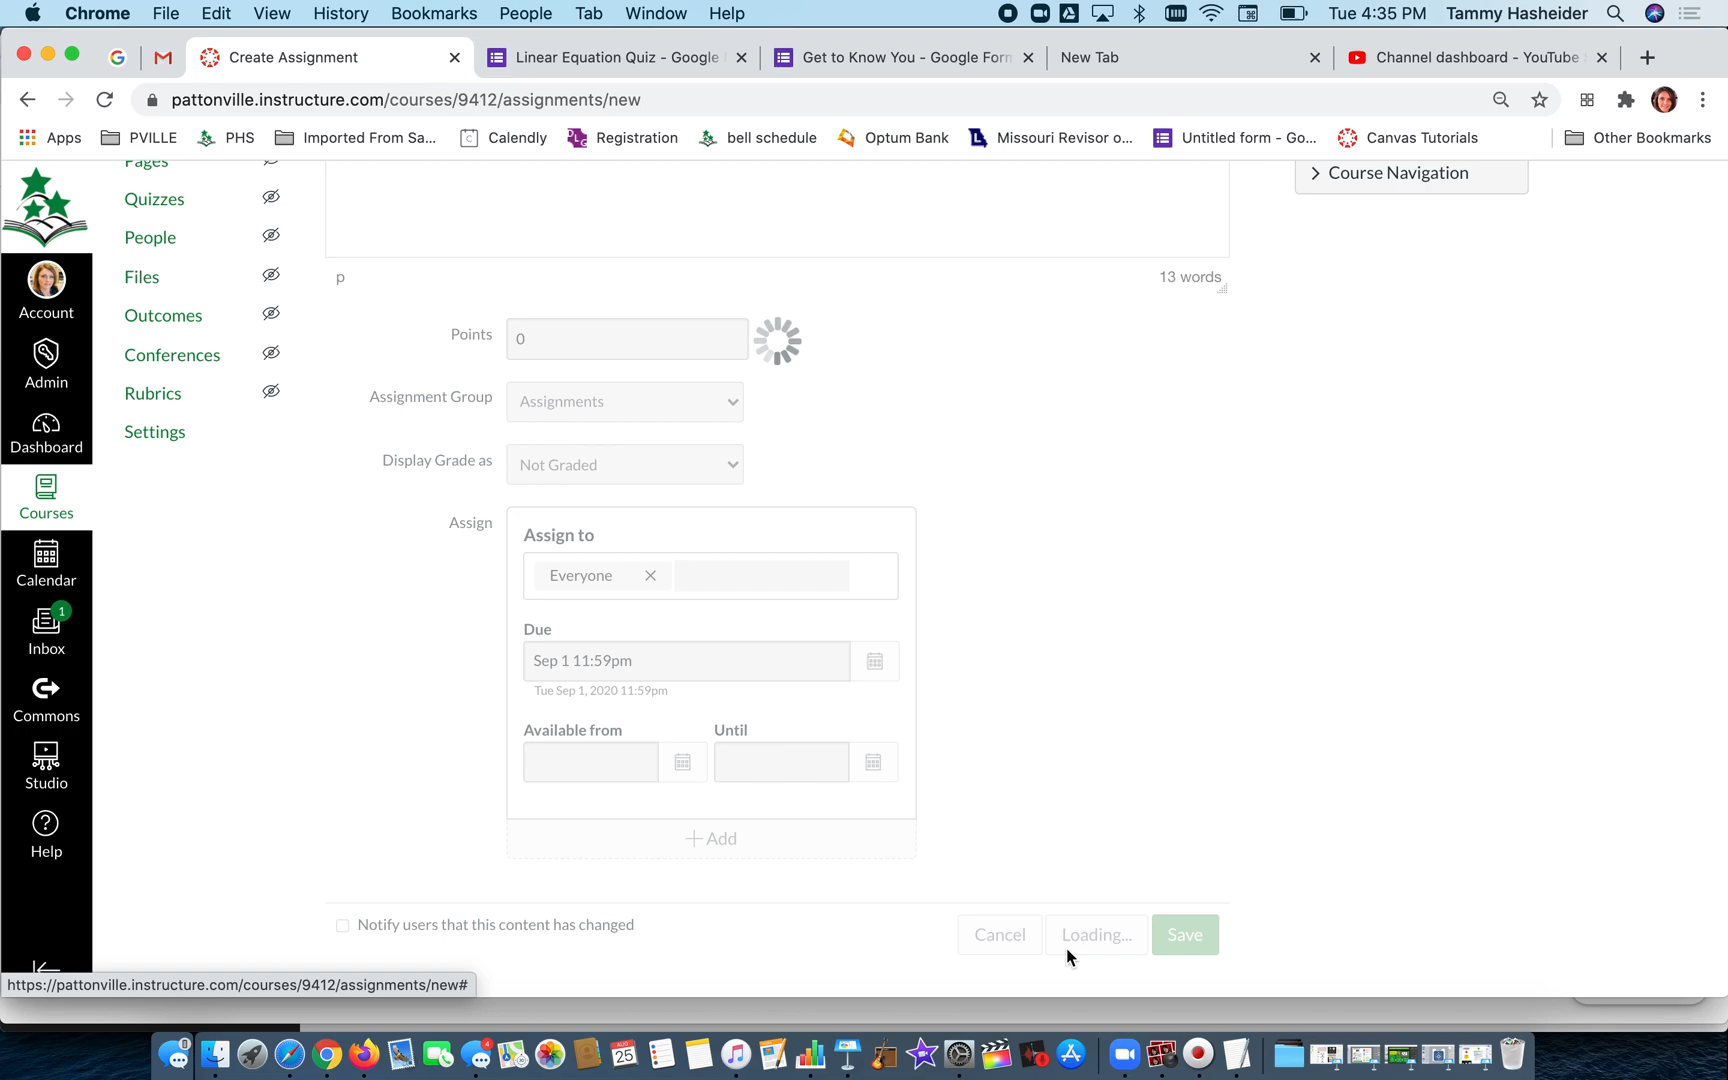 Chrome File Edit View History Bookmarks People Tab Window Help Tue 4:35 PM Tammy Hasheider
Create Assignment Linear Equation Quiz - Google Get to Know You - Google Forn New Tab Channel dashboard - YouTube
pattonville.instructure.com/courses/9412/assignments/new
Apps PVILLE PHS Imported From Sa... Calendly Registration bell schedule Optum Bank Missouri Revisor o... Untitled form - Go... Canvas Tutorials Other Bookmarks
Pages
Quizzes
People
Files
Outcomes
Conferences
Rubrics
Settings
Account
Admin
Dashboard
Courses
Calendar
1
Inbox
Commons
Studio
Help
Course Navigation
p 13 words
Points 0
Assignment Group Assignments
Display Grade as Not Graded
Assign
Assign to
Everyone
Due
Sep 1 11:59pm
Tue Sep 1, 2020 11:59pm
Available from Until
+ Add
Notify users that this content has changed
Cancel Loading... Save
https://pattonville.instructure.com/courses/9412/assignments/new#
AUG
25
4